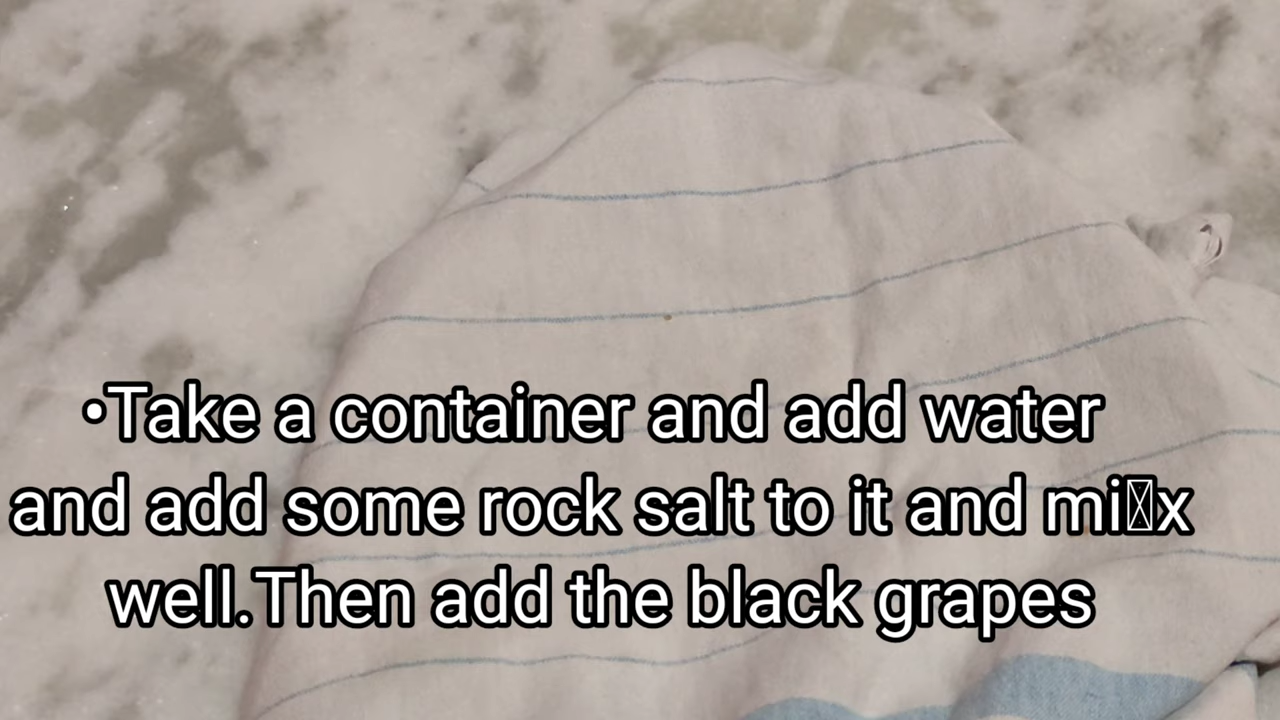 •Take a container and add water
and add some rock salt to it and mi☒x
well.Then add the black grapes